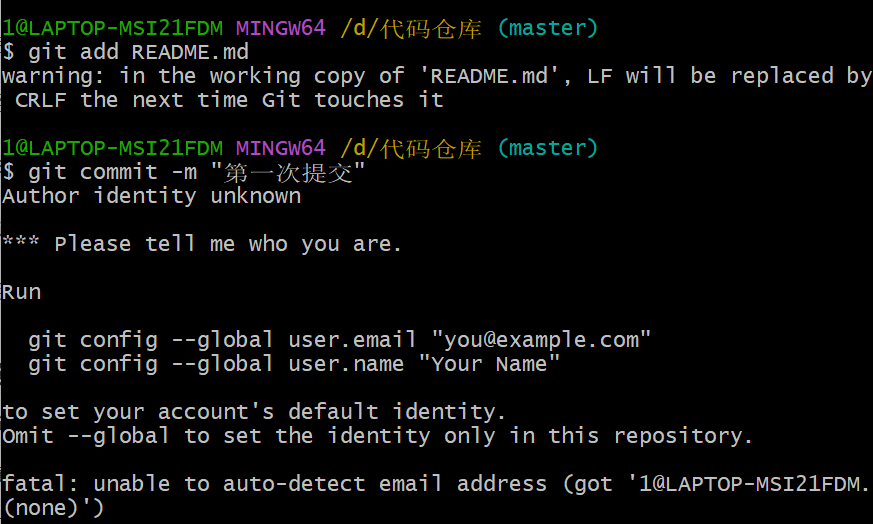 1@LAPTOP-MSI21FDM MINGW64 /d/代码仓库 (master)
$ git add README.md
warning: in the working copy of 'README.md', LF will be replaced by
 CRLF the next time Git touches it
1@LAPTOP-MSI21FDM MINGW64 /d/代码仓库 (master)
$ git commit -m "第一次提交"
Author identity unknown
*** Please tell me who you are.
Run
  git config --global user.email "you@example.com"
  git config --global user.name "Your Name"
to set your account's default identity.
Omit --global to set the identity only in this repository.
fatal: unable to auto-detect email address (got '1@LAPTOP-MSI21FDM.
(none)')